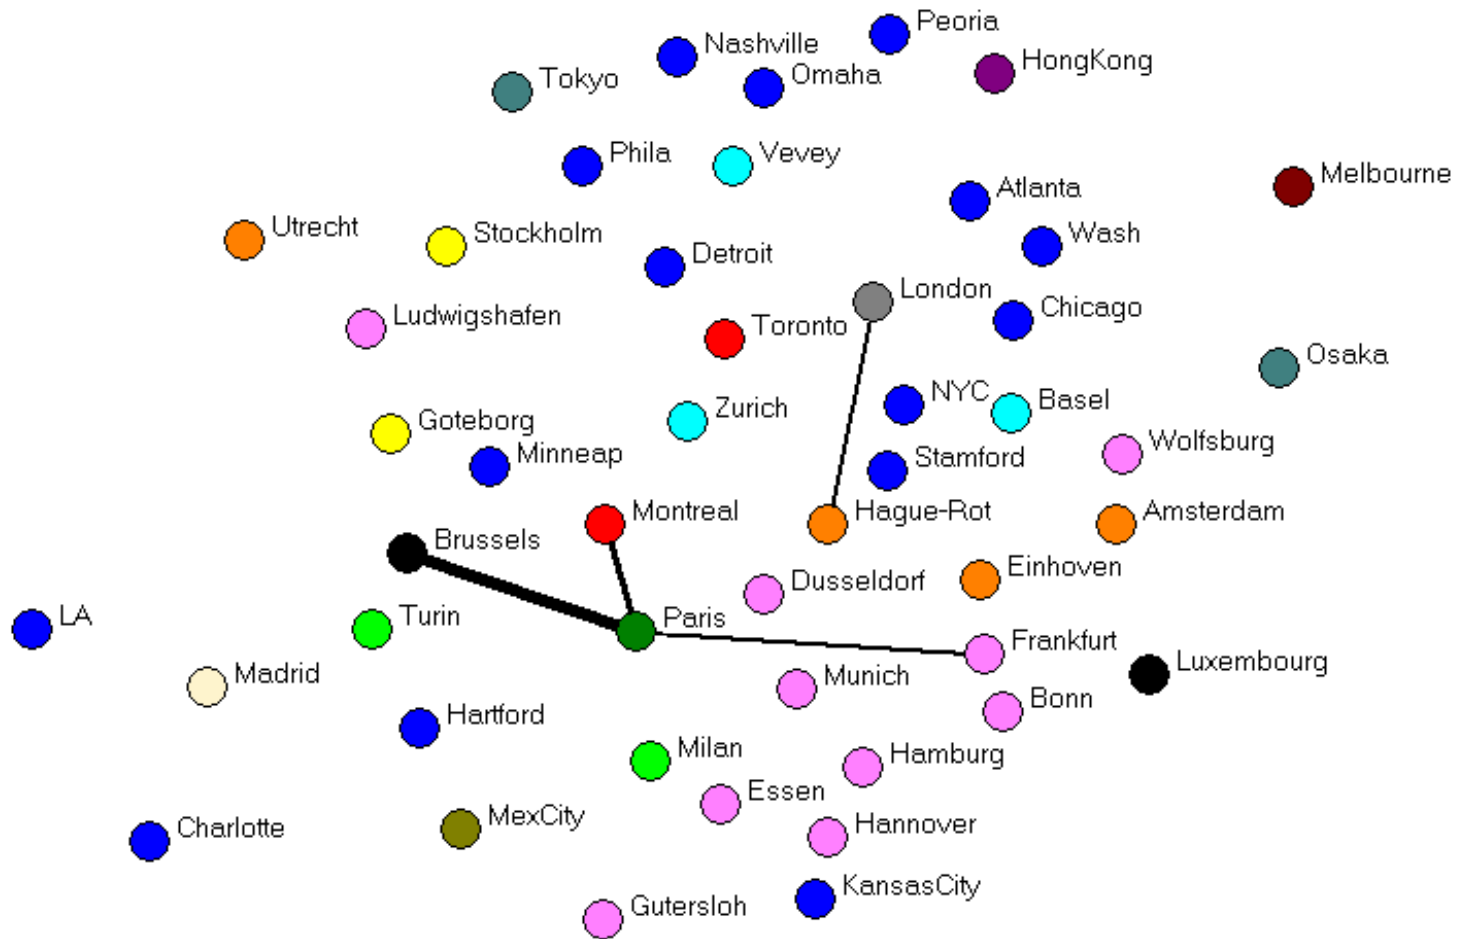 Peoria
Nashville
HongKong
Omaha
Tokyo
Phila
Vevey
Melbourne
Atlanta
Utrecht
Stockholm
Wash
Detroit
London
Chicago
Ludwigshafen
Toronto
Osaka
NYC
Basel
Zurich
Goteborg
Wolfsburg
Minneap
Stamford
Montreal
Hague-Rot
Amsterdam
Brussels
Einhoven
Dusseldorf
LA
Turin
Paris
Frankfurt
Luxembourg
Madrid
Munich
Bonn
Hartford
Milan
Hamburg
Essen
MexCity
Hannover
Charlotte
KansasCity
Gutersloh